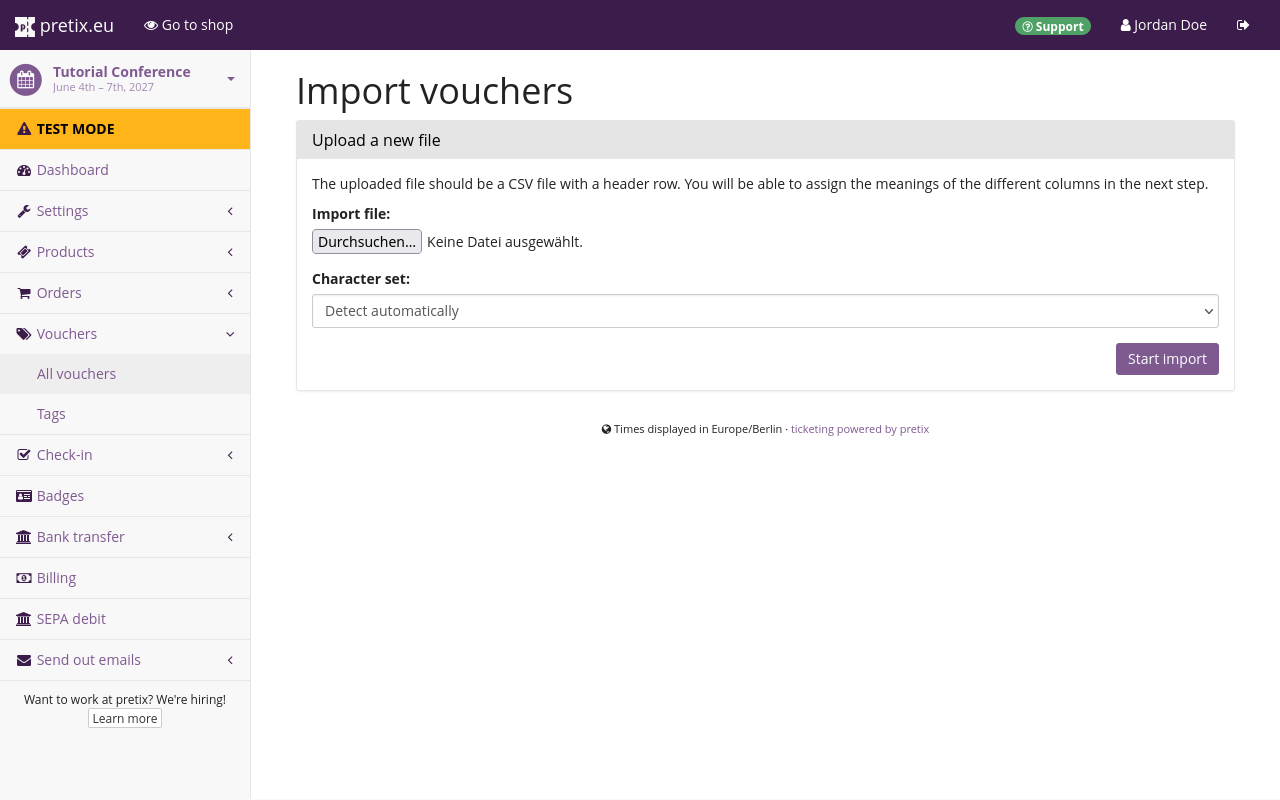 pretix.eu
Go to shop
Support
Jordan Doe
Tutorial Conference
June 4th – 7th, 2027
TEST MODE
Dashboard
Settings
Products
Orders
Vouchers
All vouchers
Tags
Check-in
Badges
Bank transfer
Billing
SEPA debit
Send out emails
Want to work at pretix? We're hiring!
Learn more
Import vouchers
Upload a new file
The uploaded file should be a CSV file with a header row. You will be able to assign the meanings of the different columns in the next step.
Import file:
Durchsuchen... Keine Datei ausgewählt.
Character set:
Detect automatically
Start import
Times displayed in Europe/Berlin · ticketing powered by pretix